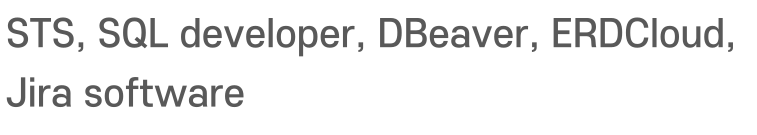 STS, SQL developer, DBeaver, ERDCloud,
Jira software